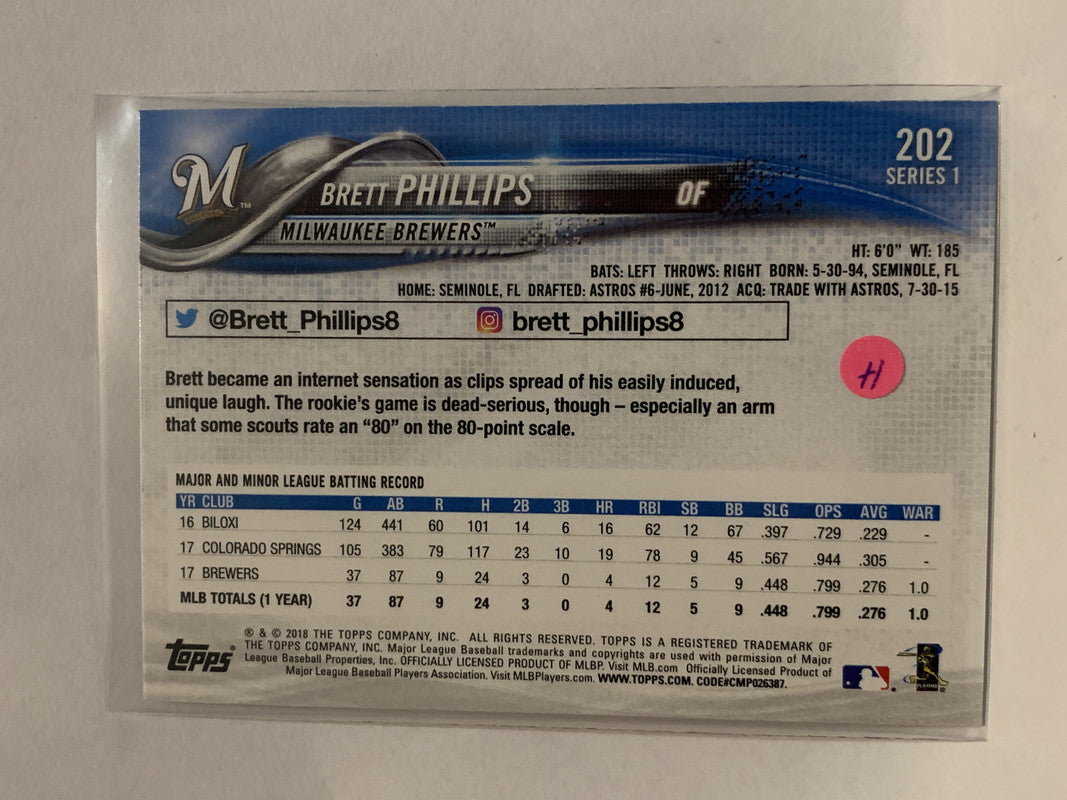 202
SERIES 1
M ™
BRETT PHILLIPS OF
MILWAUKEE BREWERS™
HT: 6'0" WT: 185
BATS: LEFT THROWS: RIGHT BORN: 5-30-94, SEMINOLE, FL
HOME: SEMINOLE, FL DRAFTED: ASTROS #6-JUNE, 2012 ACQ: TRADE WITH ASTROS, 7-30-15
@Brett_Phillips8 brett_phillips8
H
Brett became an internet sensation as clips spread of his easily induced,
unique laugh. The rookie's game is dead-serious, though – especially an arm
that some scouts rate an “80” on the 80-point scale.
MAJOR AND MINOR LEAGUE BATTING RECORD
YR CLUB G AB R H 2B 3B HR RBI SB BB SLG OPS AVG WAR
16 BILOXI 124 441 60 101 14 6 16 62 12 67 .397 .729 .229 -
17 COLORADO SPRINGS 105 383 79 117 23 10 19 78 9 45 .567 .944 .305 -
17 BREWERS 37 87 9 24 3 0 4 12 5 9 .448 .799 .276 1.0
MLB TOTALS (1 YEAR) 37 87 9 24 3 0 4 12 5 9 .448 .799 .276 1.0
Topps®
® & © 2018 THE TOPPS COMPANY, INC. ALL RIGHTS RESERVED. TOPPS IS A REGISTERED TRADEMARK OF
THE TOPPS COMPANY, INC. Major League Baseball trademarks and copyrights are used with permission of Major
League Baseball Properties, Inc. OFFICIALLY LICENSED PRODUCT OF MLBP. Visit MLB.com Officially Licensed Product of
Major League Baseball Players Association. Visit MLBPlayers.com. WWW.TOPPS.COM. CODE#CMP026387.
PLAYERS